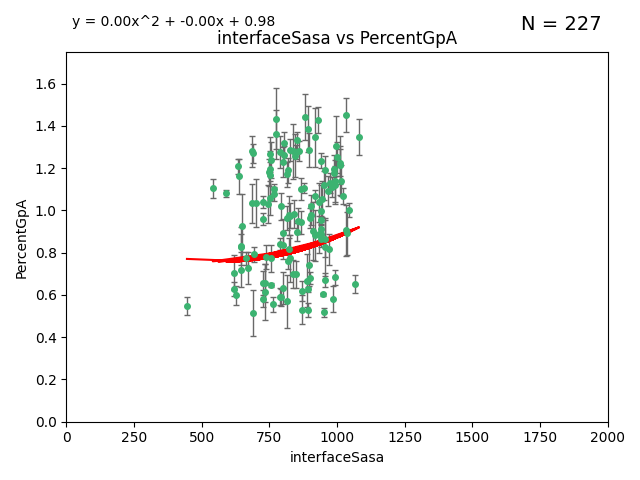 y = 0.00x^2 + -0.00x + 0.98
N = 227
interfaceSasa vs PercentGpA
PercentGpA
1.6
1.4
1.2
1.0
0.8
0.6
0.4
0.2
0.0
0 250 500 750 1000 1250 1500 1750 2000
interfaceSasa